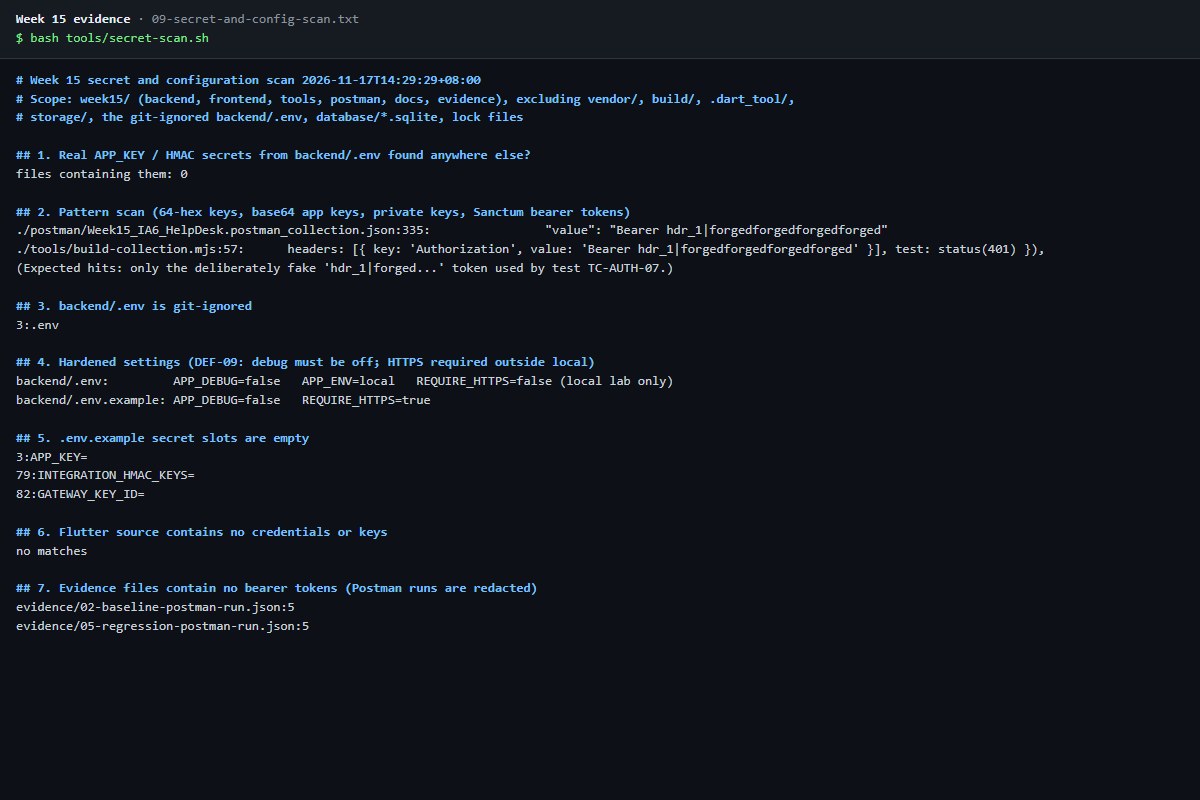 Week 15 evidence · 09-secret-and-config-scan.txt
$ bash tools/secret-scan.sh
# Week 15 secret and configuration scan 2026-11-17T14:29:29+08:00
# Scope: week15/ (backend, frontend, tools, postman, docs, evidence), excluding vendor/, build/, .dart_tool/,
# storage/, the git-ignored backend/.env, database/*.sqlite, lock files
## 1. Real APP_KEY / HMAC secrets from backend/.env found anywhere else?
files containing them: 0
## 2. Pattern scan (64-hex keys, base64 app keys, private keys, Sanctum bearer tokens)
./postman/Week15_IA6_HelpDesk.postman_collection.json:335:                "value": "Bearer hdr_1|forgedforgedforgedforged"
./tools/build-collection.mjs:57:      headers: [{ key: 'Authorization', value: 'Bearer hdr_1|forgedforgedforgedforged' }], test: status(401) }),
(Expected hits: only the deliberately fake 'hdr_1|forged...' token used by test TC-AUTH-07.)
## 3. backend/.env is git-ignored
3:.env
## 4. Hardened settings (DEF-09: debug must be off; HTTPS required outside local)
backend/.env:         APP_DEBUG=false   APP_ENV=local   REQUIRE_HTTPS=false (local lab only)
backend/.env.example: APP_DEBUG=false   REQUIRE_HTTPS=true
## 5. .env.example secret slots are empty
3:APP_KEY=
79:INTEGRATION_HMAC_KEYS=
82:GATEWAY_KEY_ID=
## 6. Flutter source contains no credentials or keys
no matches
## 7. Evidence files contain no bearer tokens (Postman runs are redacted)
evidence/02-baseline-postman-run.json:5
evidence/05-regression-postman-run.json:5